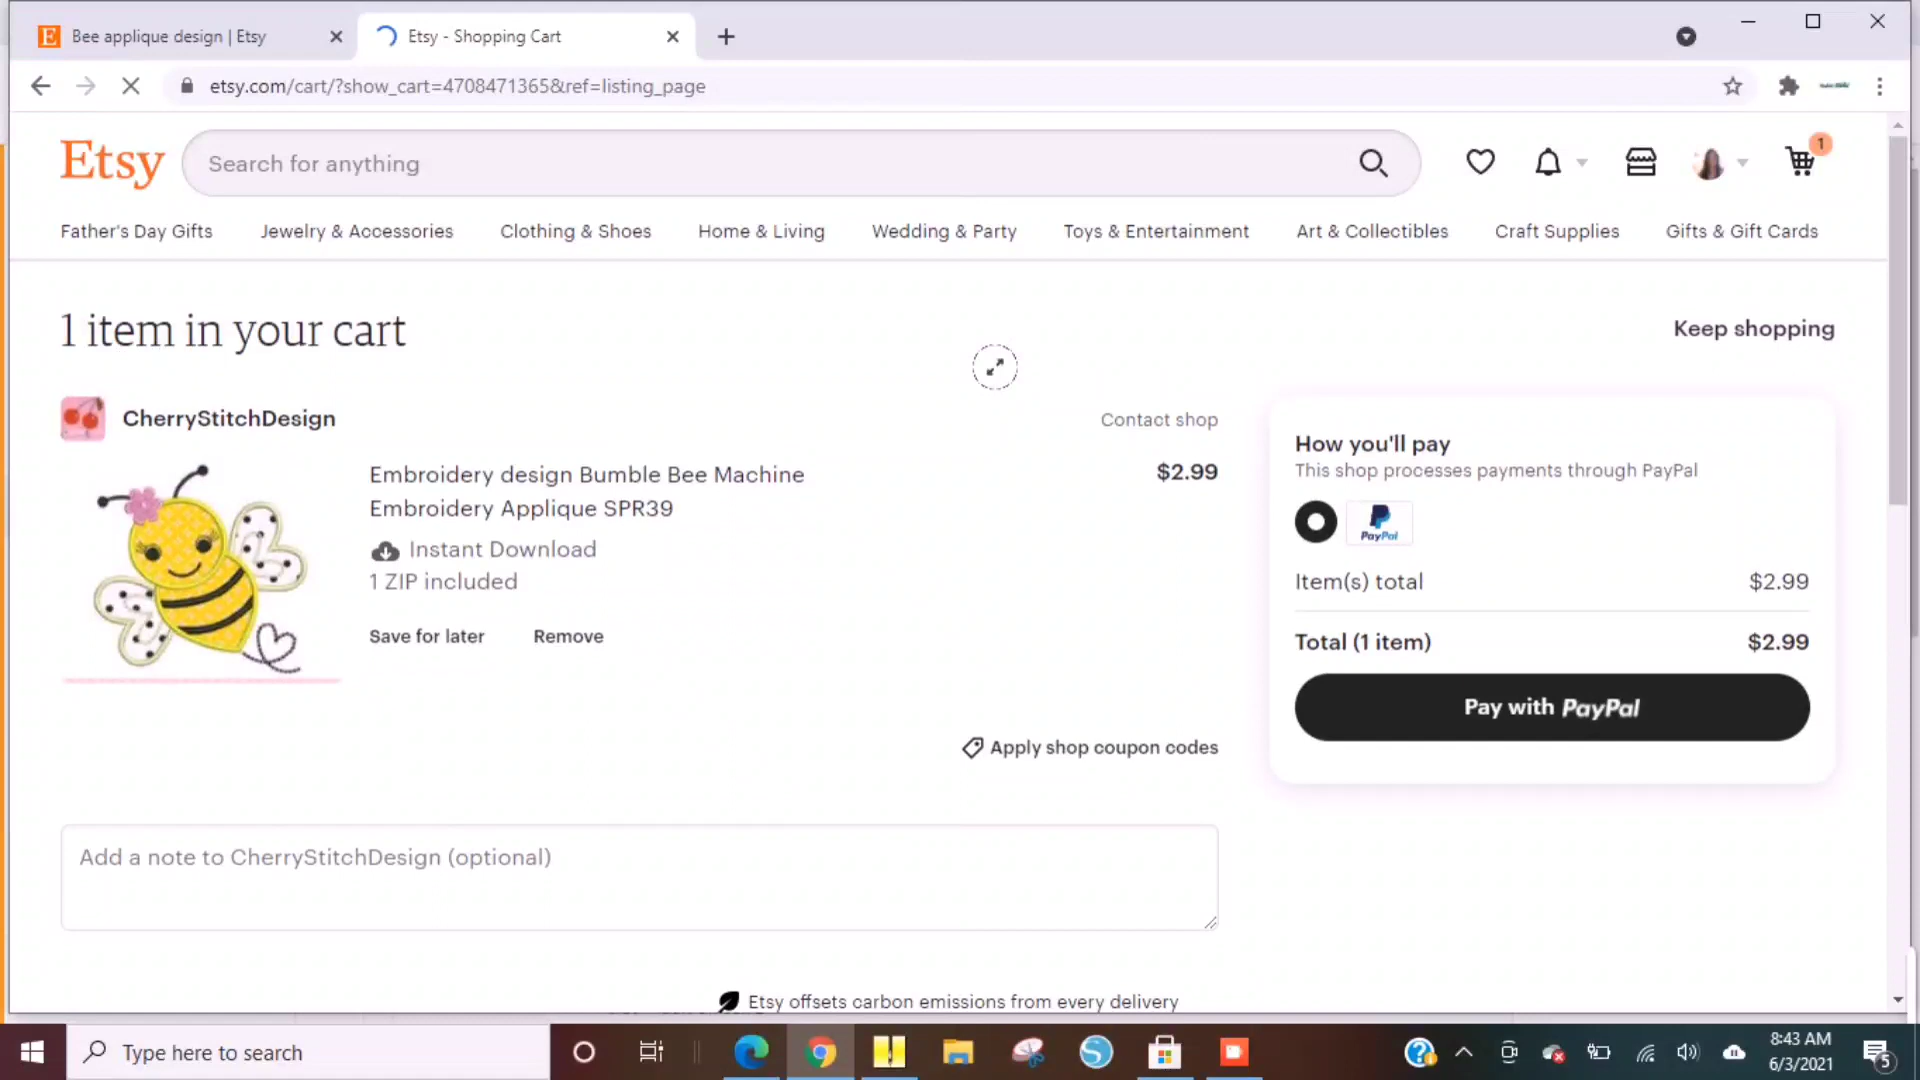 Bee applique design | Etsy
Etsy - Shopping Cart
etsy.com/cart/?show_cart=4708471365&ref=listing_page
Etsy
Search for anything
1
Father's Day Gifts
Jewelry & Accessories
Clothing & Shoes
Home & Living
Wedding & Party
Toys & Entertainment
Art & Collectibles
Craft Supplies
Gifts & Gift Cards
1 item in your cart
Keep shopping
CherryStitchDesign
Contact shop
Embroidery design Bumble Bee Machine
Embroidery Applique SPR39
$2.99
Instant Download
1 ZIP included
Save for later
Remove
Apply shop coupon codes
How you'll pay
This shop processes payments through PayPal
PayPal
Item(s) total
$2.99
Total (1 item)
$2.99
Pay with PayPal
Add a note to CherryStitchDesign (optional)
Etsy offsets carbon emissions from every delivery
Type here to search
8:43 AM
6/3/2021
5